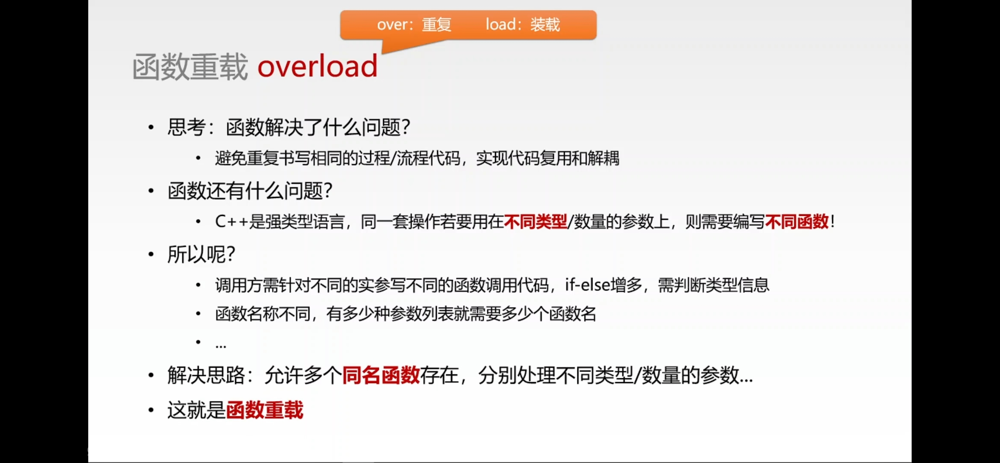 over：重复 load：装载
函数重载 overload
• 思考：函数解决了什么问题？
• 避免重复书写相同的过程/流程代码，实现代码复用和解耦
• 函数还有什么问题？
• C++是强类型语言，同一套操作若要用在不同类型/数量的参数上，则需要编写不同函数！
• 所以呢？
• 调用方需针对不同的实参写不同的函数调用代码，if-else增多，需判断类型信息
• 函数名称不同，有多少种参数列表就需要多少个函数名
• ...
• 解决思路：允许多个同名函数存在，分别处理不同类型/数量的参数...
• 这就是函数重载